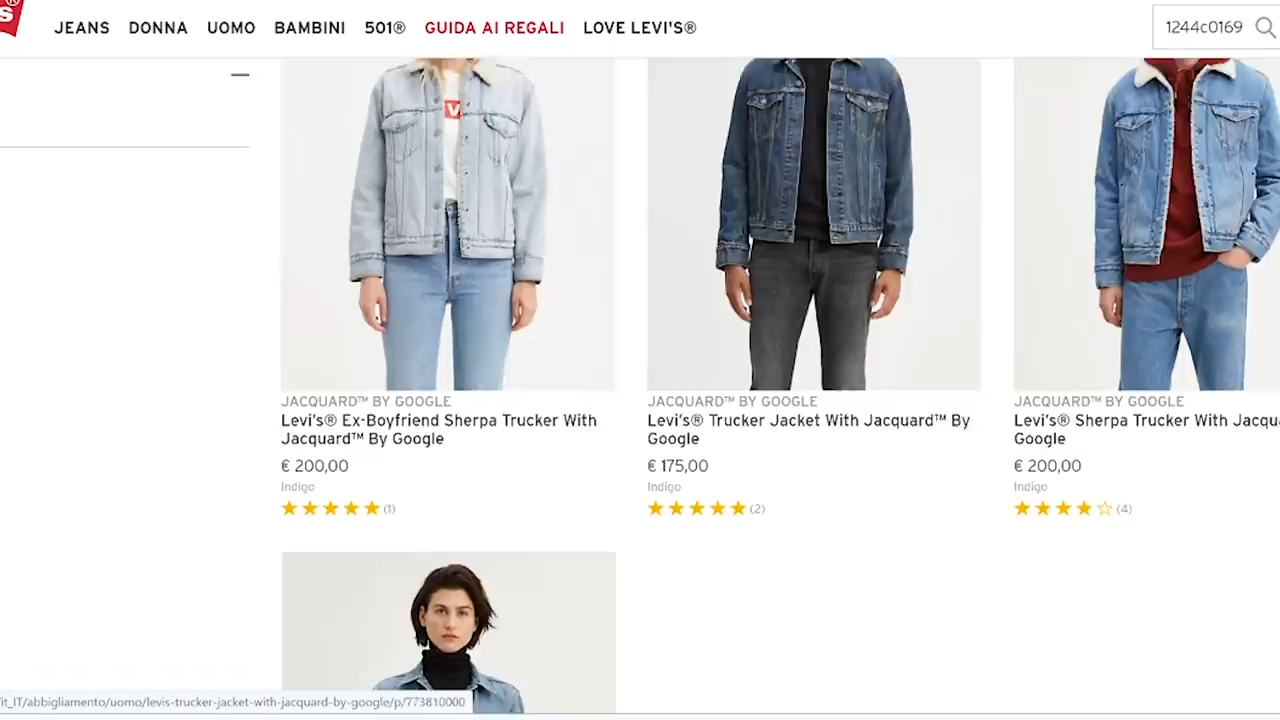 S®
JEANS DONNA UOMO BAMBINI 501® GUIDA AI REGALI LOVE LEVI'S® 1244c0169
V
JACQUARD™ BY GOOGLE
Levi's® Ex-Boyfriend Sherpa Trucker With
Jacquard™ By Google
€ 200,00
Indigo
(1)
JACQUARD™ BY GOOGLE
Levi's® Trucker Jacket With Jacquard™ By
Google
€ 175,00
Indigo
(2)
JACQUARD™ BY GOOGLE
Levi's® Sherpa Trucker With Jacqu
Google
€ 200,00
Indigo
(4)
it_IT/abbigliamento/uomo/levis-trucker-jacket-with-jacquard-by-google/p/773810000